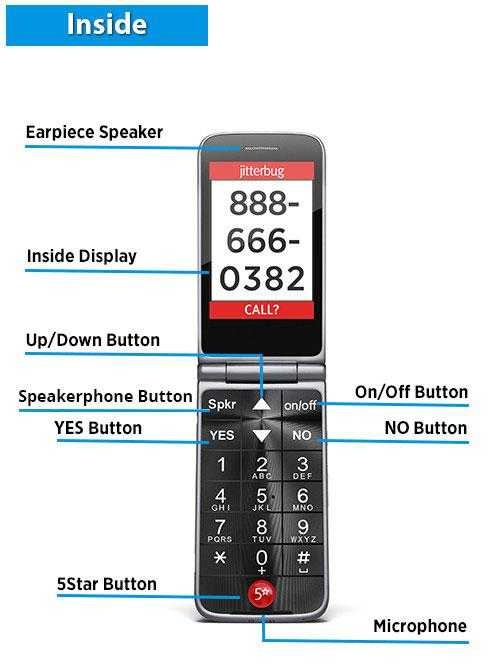 Inside
Earpiece Speaker
jitterbug
888-
666-
0382
CALL?
Inside Display
Up/Down Button
Speakerphone Button
On/Off Button
YES Button
NO Button
Spkr on/off
YES NO
1 2 3
ABC DEF
4 5 6
GHI JKL MNO
7 8 9
PQRS TUV WXYZ
* 0 #
+
5Star Button
5☆
Microphone